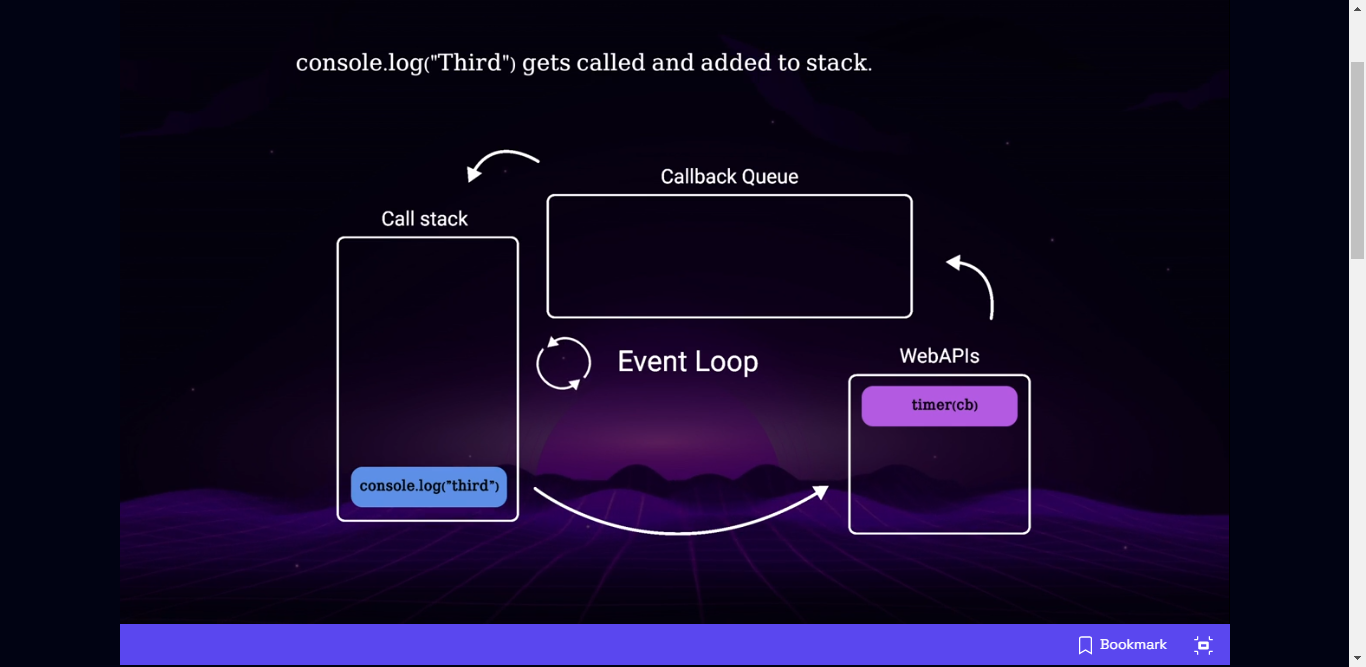 console.log("Third") gets called and added to stack.
Callback Queue
Call stack
Event Loop
WebAPIs
timer(cb)
console.log(”third”)
Bookmark